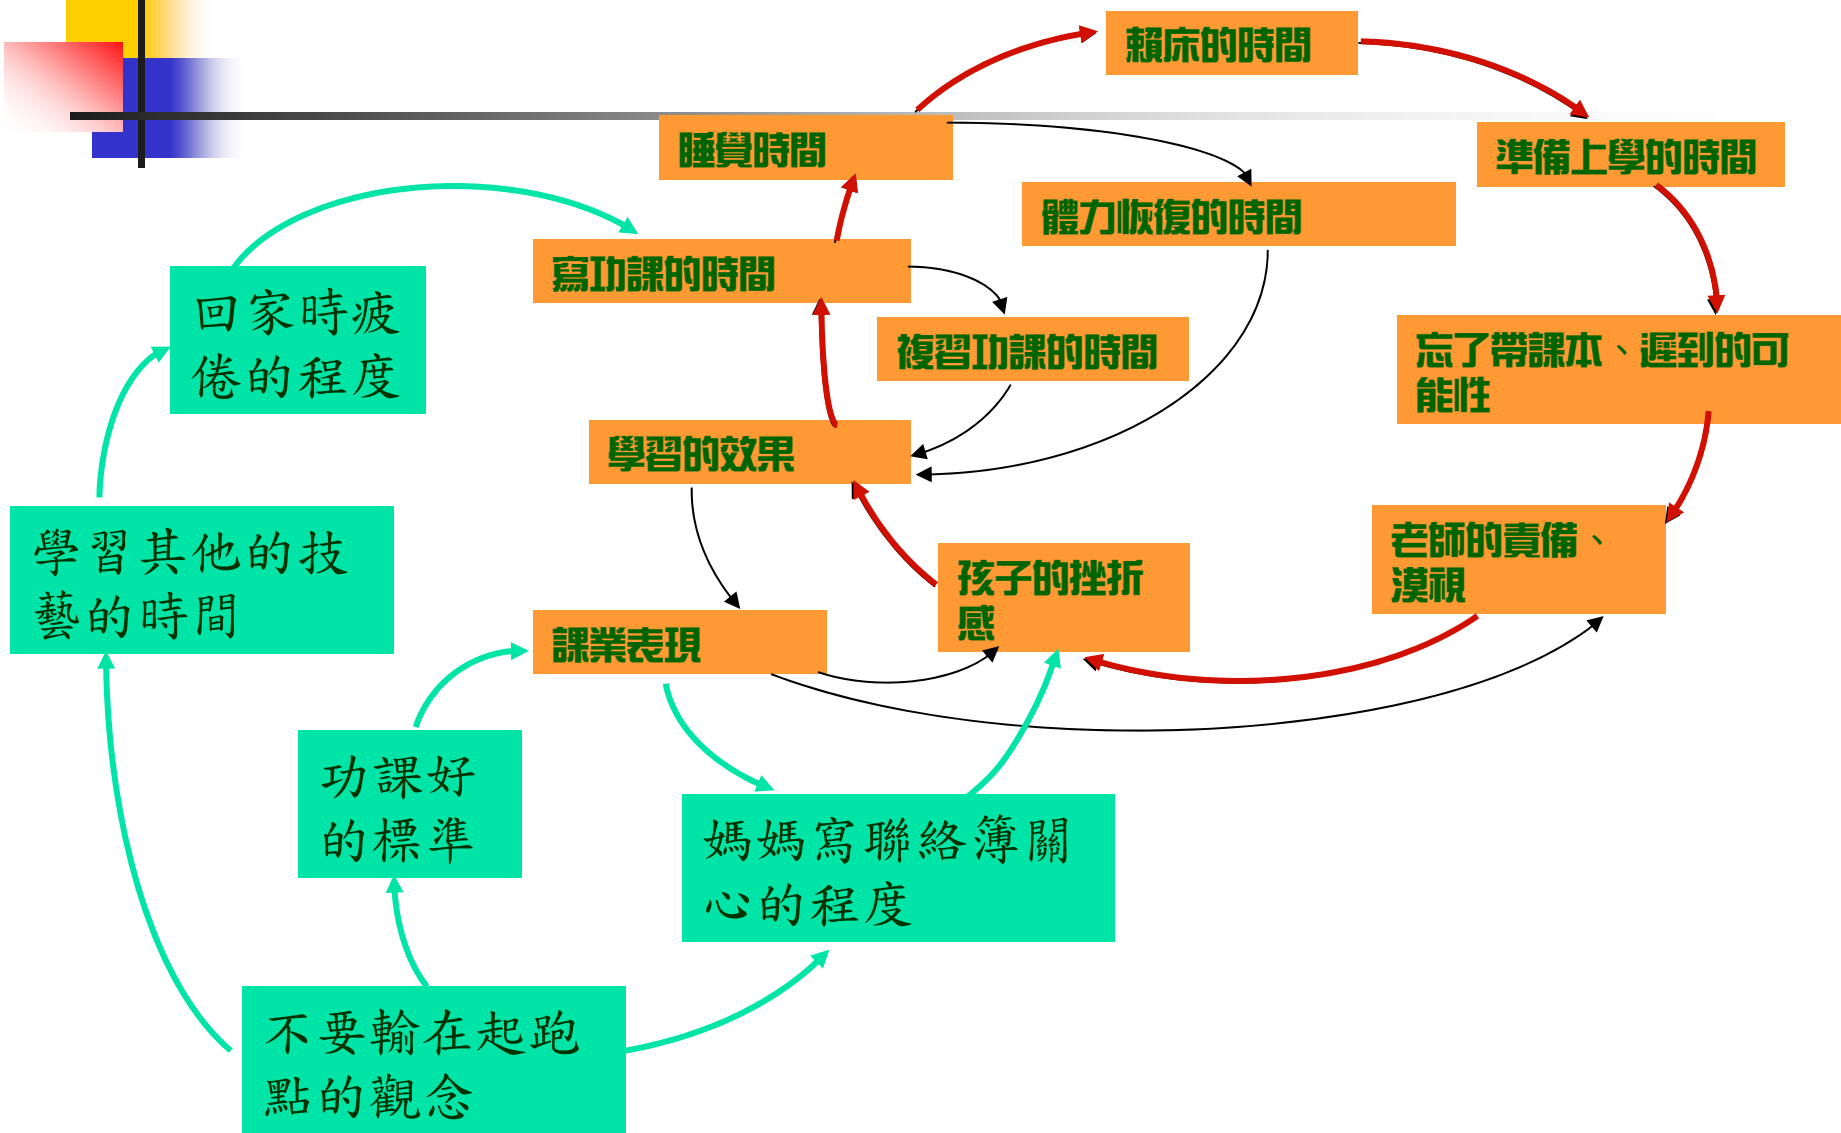 賴床的時間
睡覺時間
準備上學的時間
體力恢復的時間
寫功課的時間
回家時疲
倦的程度
複習功課的時間
忘了帶課本、遲到的可
能性
學習的效果
學習其他的技
藝的時間
老師的責備、
漠視
孩子的挫折
感
課業表現
功課好
的標準
媽媽寫聯絡簿關
心的程度
不要輸在起跑
點的觀念